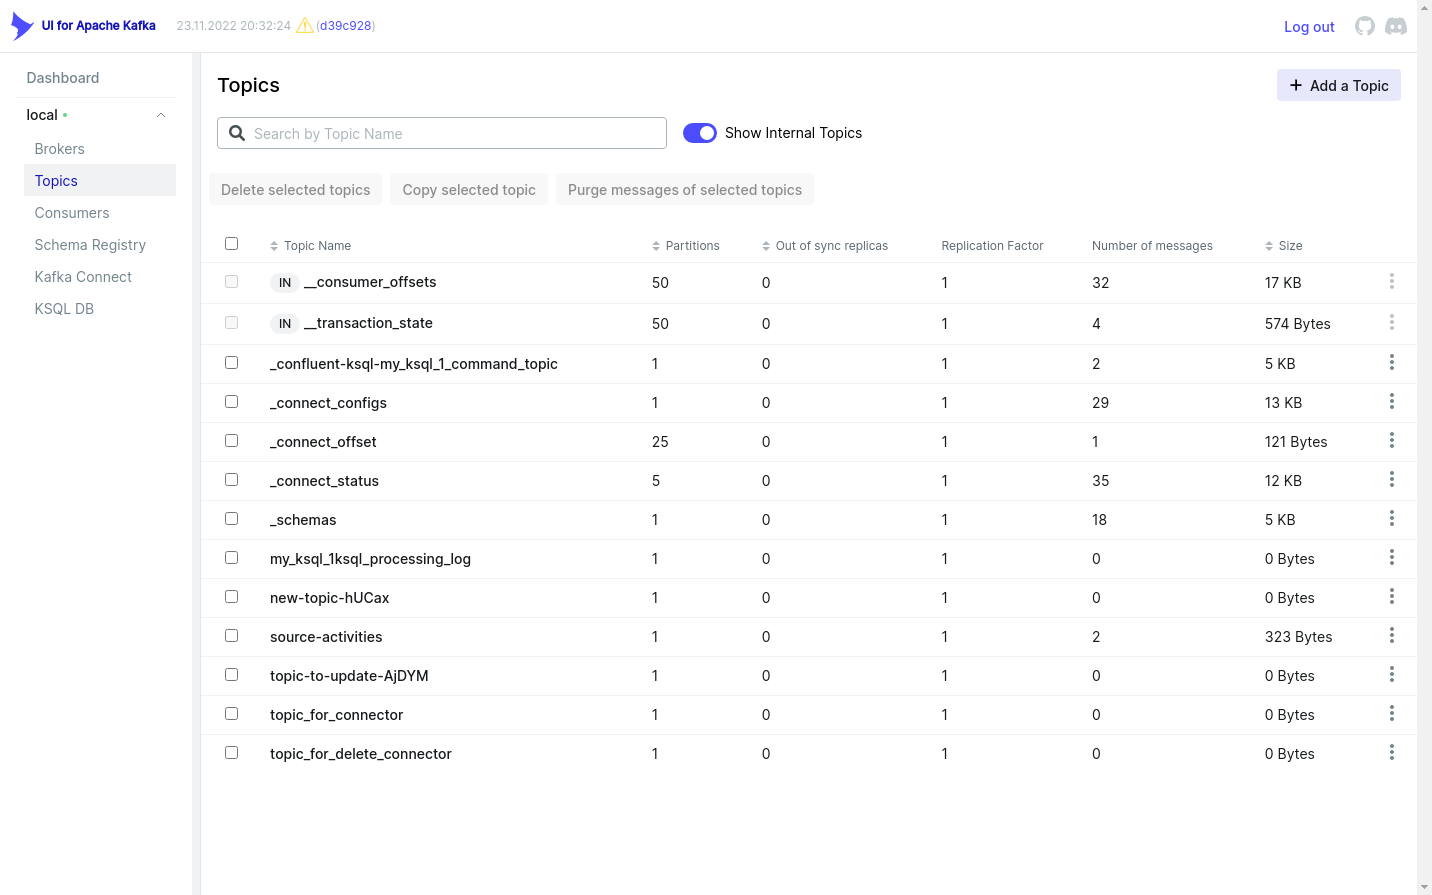 UI for Apache Kafka 23.11.2022 20:32:24 (d39c928) Log out
Dashboard
local
Brokers
Topics
Consumers
Schema Registry
Kafka Connect
KSQL DB
Topics
Add a Topic
Search by Topic Name
Show Internal Topics
Delete selected topics Copy selected topic Purge messages of selected topics
Topic Name Partitions Out of sync replicas Replication Factor Number of messages Size
IN __consumer_offsets 50 0 1 32 17 KB
IN __transaction_state 50 0 1 4 574 Bytes
_confluent-ksql-my_ksql_1_command_topic 1 0 1 2 5 KB
_connect_configs 1 0 1 29 13 KB
_connect_offset 25 0 1 1 121 Bytes
_connect_status 5 0 1 35 12 KB
_schemas 1 0 1 18 5 KB
my_ksql_1ksql_processing_log 1 0 1 0 0 Bytes
new-topic-hUCax 1 0 1 0 0 Bytes
source-activities 1 0 1 2 323 Bytes
topic-to-update-AjDYM 1 0 1 0 0 Bytes
topic_for_connector 1 0 1 0 0 Bytes
topic_for_delete_connector 1 0 1 0 0 Bytes